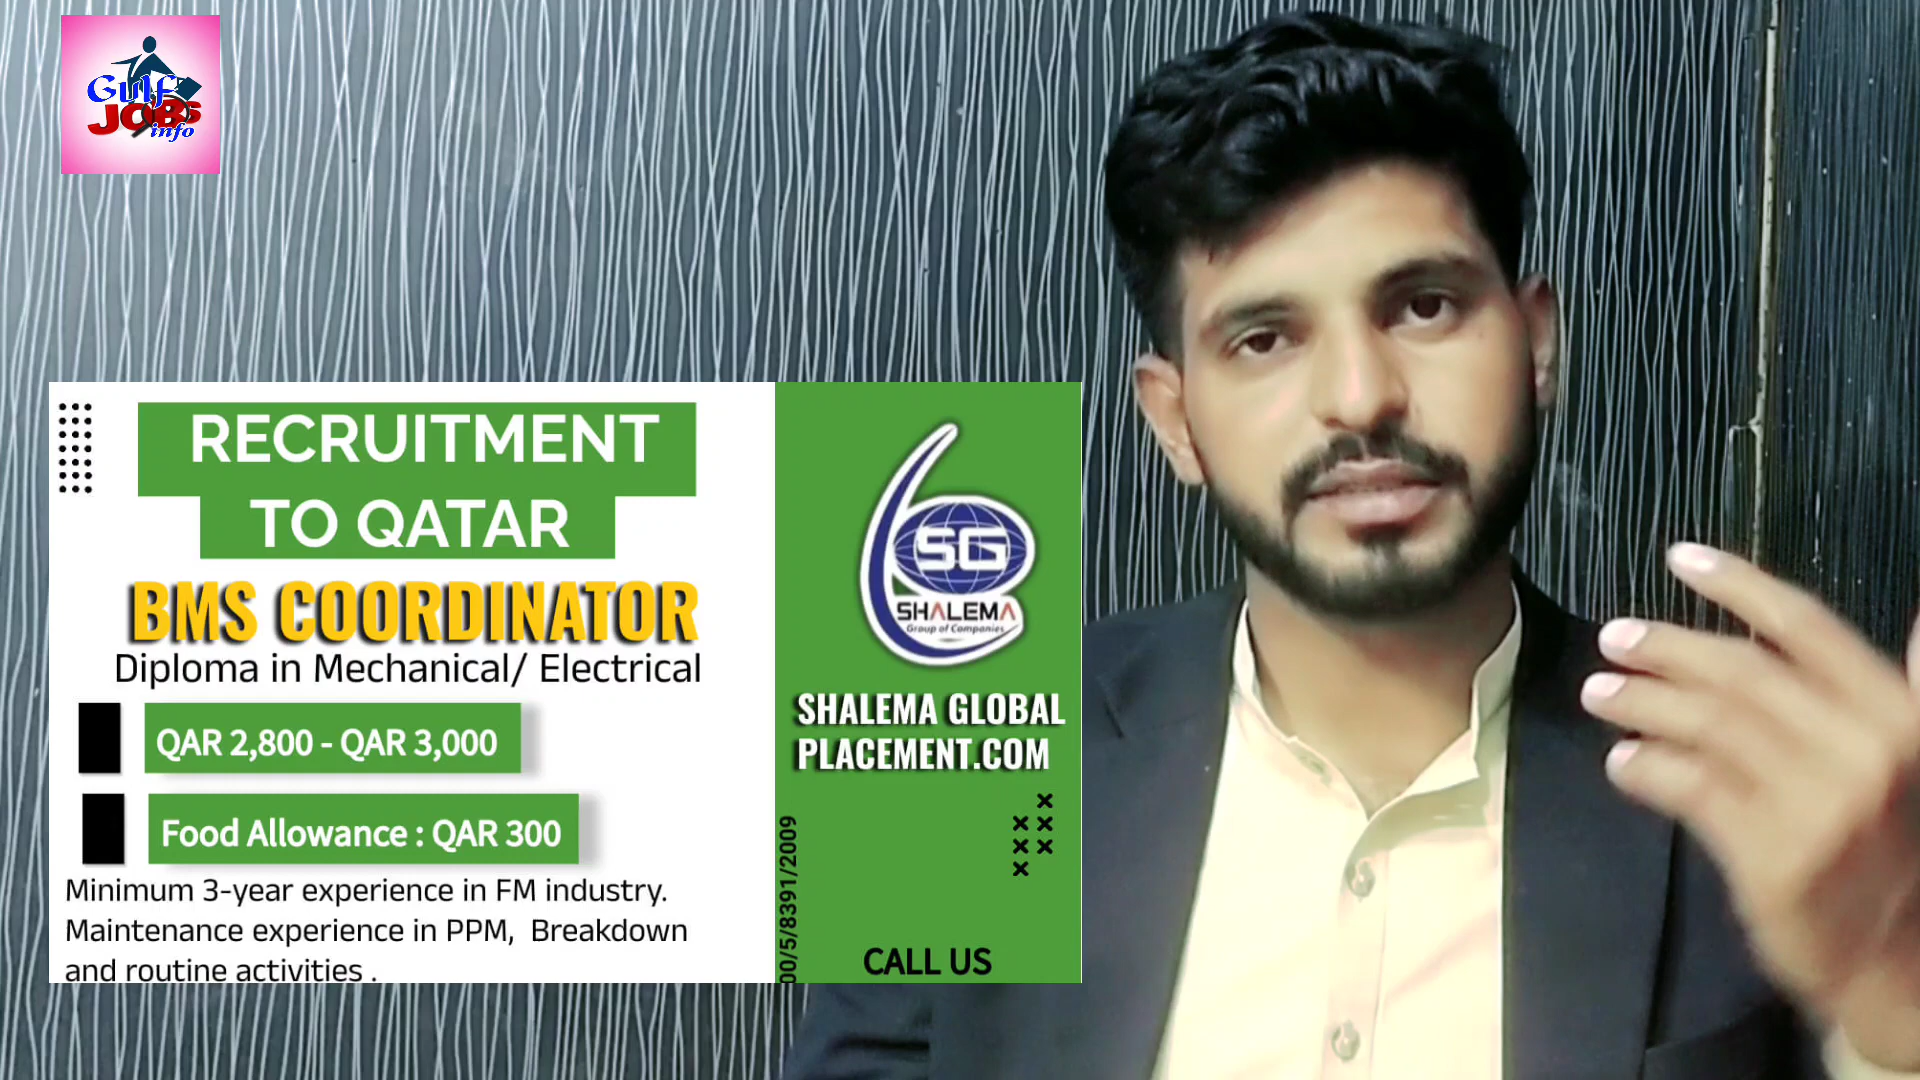 Gulf
JOBS
info
RECRUITMENT
TO QATAR
BMS COORDINATOR
Diploma in Mechanical/ Electrical
QAR 2,800 - QAR 3,000
Food Allowance : QAR 300
Minimum 3-year experience in FM industry.
Maintenance experience in PPM, Breakdown
and routine activities .
SG
SHALEMA
Group of Companies
SHALEMA GLOBAL
PLACEMENT.COM
00/5/8391/2009
CALL US